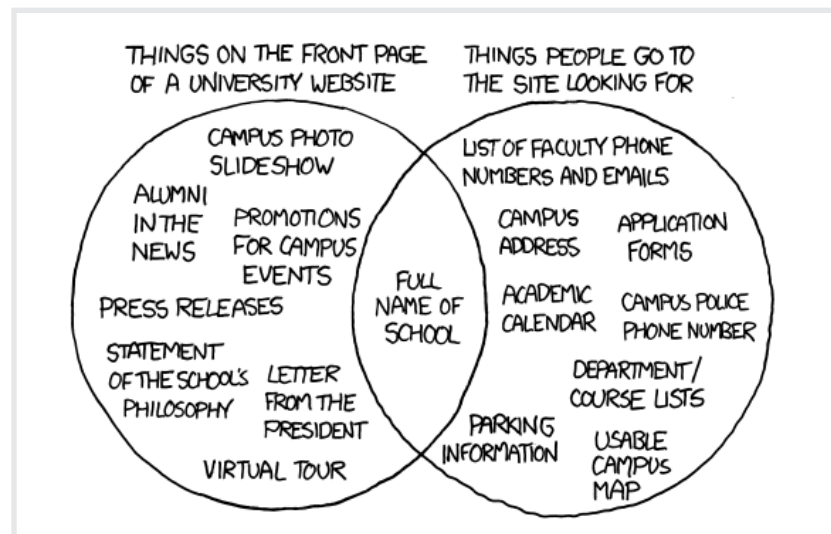 THINGS ON THE FRONT PAGE
OF A UNIVERSITY WEBSITE
THINGS PEOPLE GO TO
THE SITE LOOKING FOR
CAMPUS PHOTO
SLIDESHOW
ALUMNI
IN THE
NEWS
PROMOTIONS
FOR CAMPUS
EVENTS
PRESS RELEASES
STATEMENT
OF THE SCHOOL'S
PHILOSOPHY
LETTER
FROM THE
PRESIDENT
VIRTUAL TOUR
FULL
NAME OF
SCHOOL
LIST OF FACULTY PHONE
NUMBERS AND EMAILS
CAMPUS
ADDRESS
APPLICATION
FORMS
ACADEMIC
CALENDAR
CAMPUS POLICE
PHONE NUMBER
DEPARTMENT/
COURSE LISTS
PARKING
INFORMATION
USABLE
CAMPUS
MAP